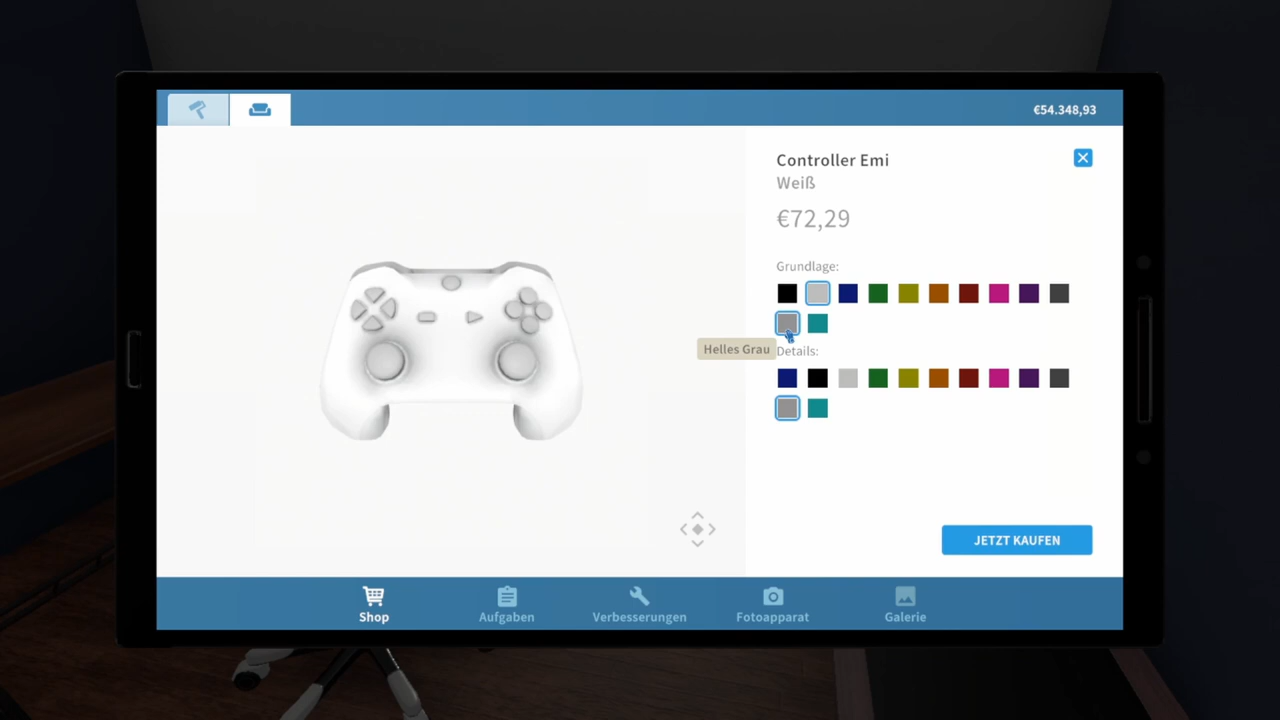 €54.348,93
Controller Emi
Weiß
€72,29
Grundlage:
Helles Grau
Details:
JETZT KAUFEN
Shop
Aufgaben
Verbesserungen
Fotoapparat
Galerie